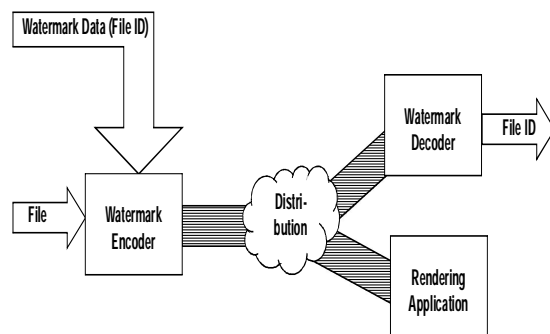 Watermark Data (File ID)
File
Watermark
Encoder
Distri-
bution
Watermark
Decoder
File ID
Rendering
Application